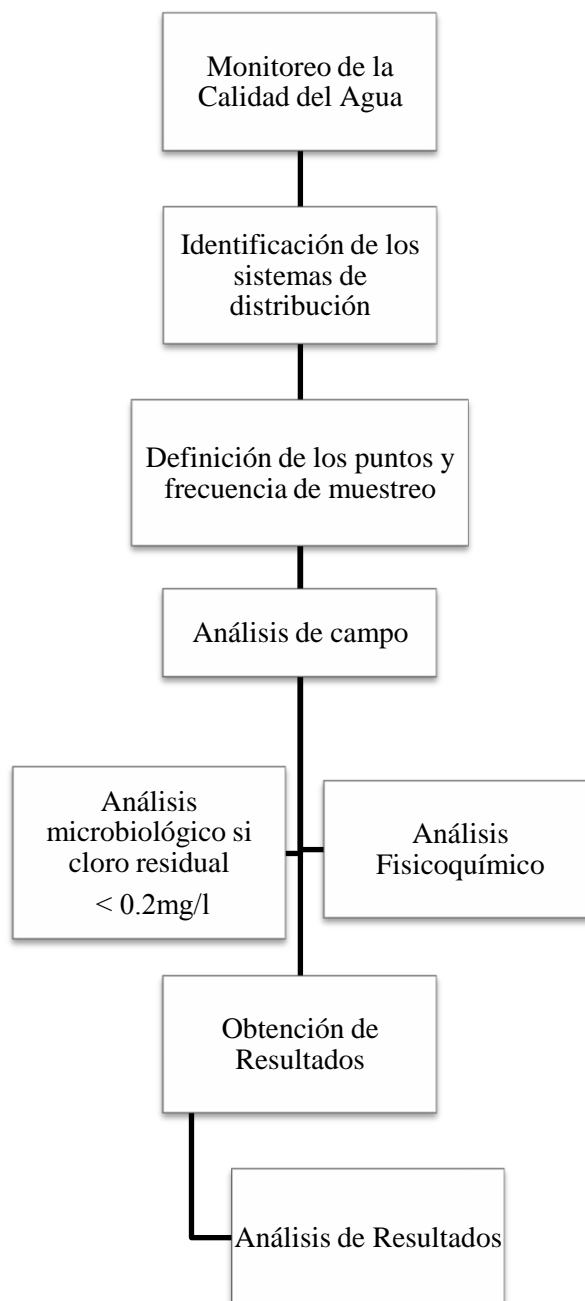 Monitoreo de la
Calidad del Agua
Identificación de los
sistemas de
distribución
Definición de los puntos y
frecuencia de muestreo
Análisis de campo
Análisis
microbiológico si
cloro residual
< 0.2mg/l
Análisis
Fisicoquímico
Obtención de
Resultados
Análisis de Resultados